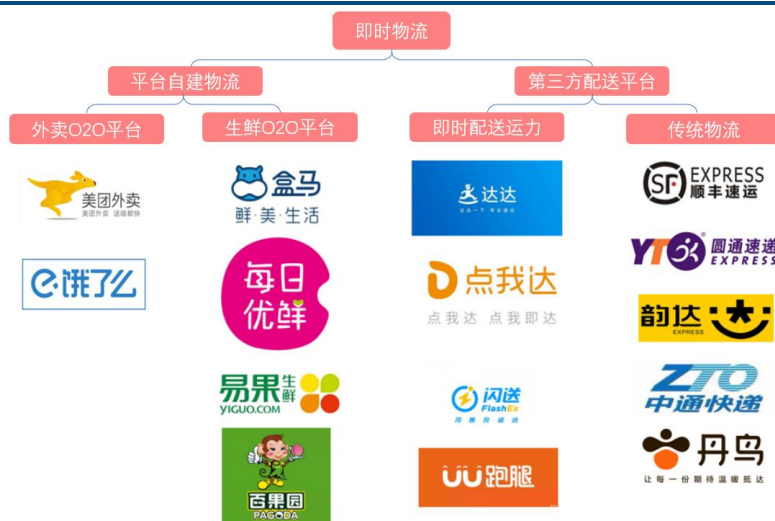 即时物流
平台自建物流
第三方配送平台
外卖O2O平台
生鲜O2O平台
即时配送运力
传统物流
美团外卖
美团外卖 送啥都快
饿了么
盒马
鲜·美·生活
每日
优鲜
易果生鲜
YIGUO.COM
百果园
PAGODA
达达
点我达
点我达 点我即达
闪送
FlashEx
UU跑腿
SF EXPRESS
顺丰速运
YTO 圆通速递
EXPRESS
韵达
EXPRESS
ZTO
中通快递
丹鸟
让每一份期待温暖抵达